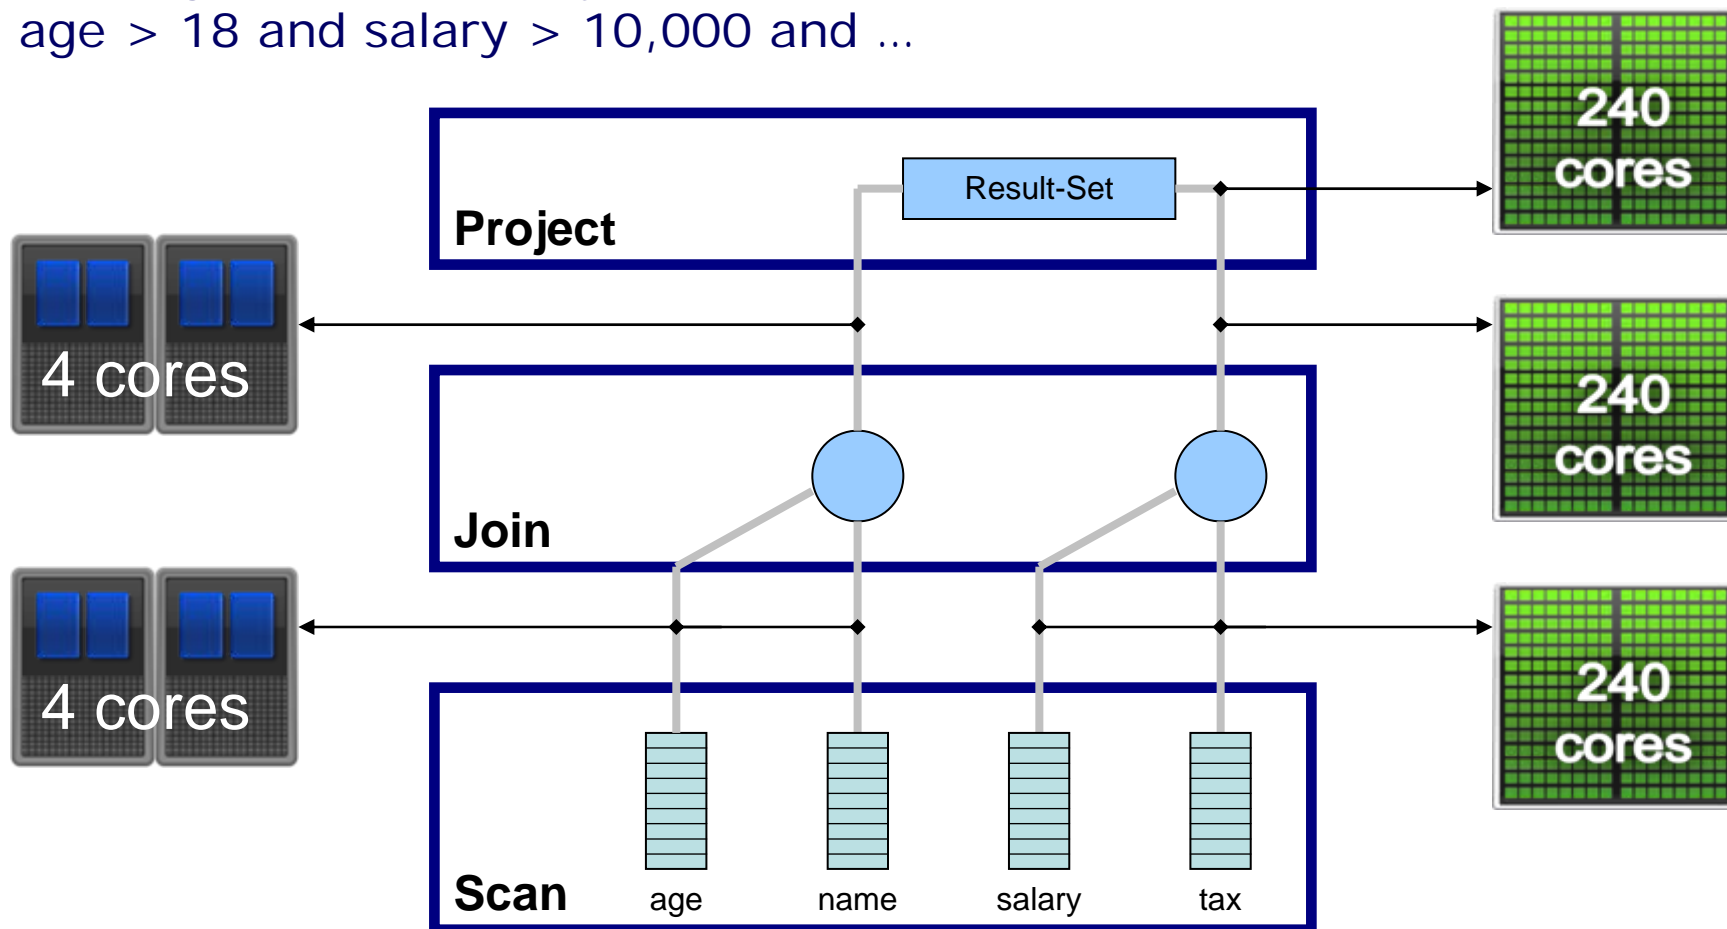 age > 18 and salary > 10,000 and ...
240
cores
Result-Set
Project
4 cores
240
cores
Join
4 cores
240
cores
Scan
age
name
salary
tax